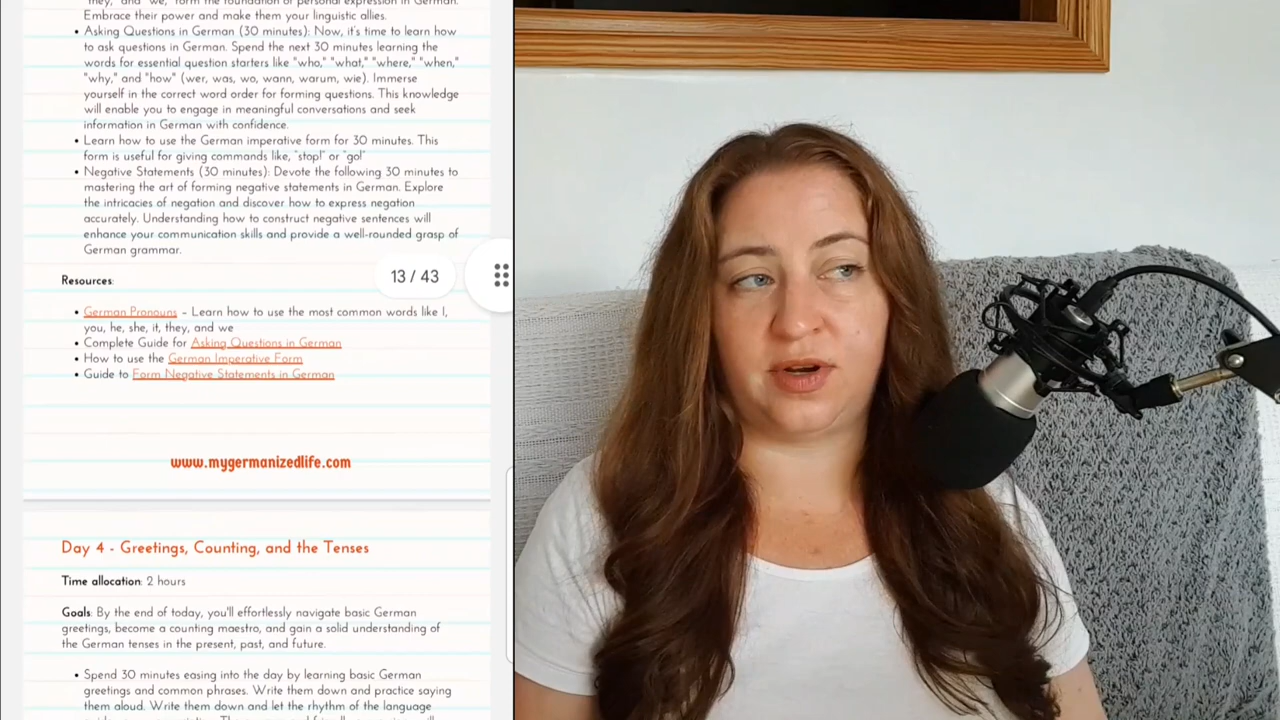 "they," and "we," form the foundation of personal expression in German.
Embrace their power and make them your linguistic allies.
• Asking Questions in German (30 minutes): Now, it's time to learn how
to ask questions in German. Spend the next 30 minutes learning the
words for essential question starters like "who," "what," "where," "when,"
"why," and "how" (wer, was, wo, wann, warum, wie). Immerse
yourself in the correct word order for forming questions. This knowledge
will enable you to engage in meaningful conversations and seek
information in German with confidence.
• Learn how to use the German imperative form for 30 minutes. This
form is useful for giving commands like, "stop!" or "go!"
• Negative Statements (30 minutes): Devote the following 30 minutes to
mastering the art of forming negative statements in German. Explore
the intricacies of negation and discover how to express negation
accurately. Understanding how to construct negative sentences will
enhance your communication skills and provide a well-rounded grasp of
German grammar.
13 / 43
Resources:
• German Pronouns - Learn how to use the most common words like I,
you, he, she, it, they, and we
• Complete Guide for Asking Questions in German
• How to use the German Imperative Form
• Guide to Form Negative Statements in German
www.mygermanizedlife.com
Day 4 - Greetings, Counting, and the Tenses
Time allocation: 2 hours
Goals: By the end of today, you'll effortlessly navigate basic German
greetings, become a counting maestro, and gain a solid understanding of
the German tenses in the present, past, and future.
• Spend 30 minutes easing into the day by learning basic German
greetings and common phrases. Write them down and practice saying
them aloud. Write them down and let the rhythm of the language